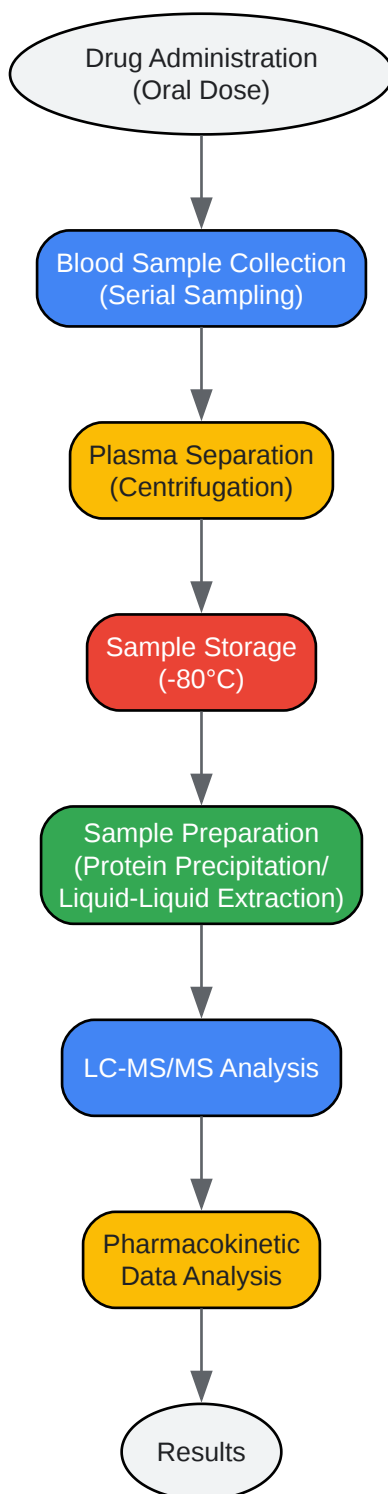 Drug Administration
(Oral Dose)
Blood Sample Collection
(Serial Sampling)
Plasma Separation
(Centrifugation)
Sample Storage
(-80°C)
Sample Preparation
(Protein Precipitation/
Liquid-Liquid Extraction)
LC-MS/MS Analysis
Pharmacokinetic
Data Analysis
Results